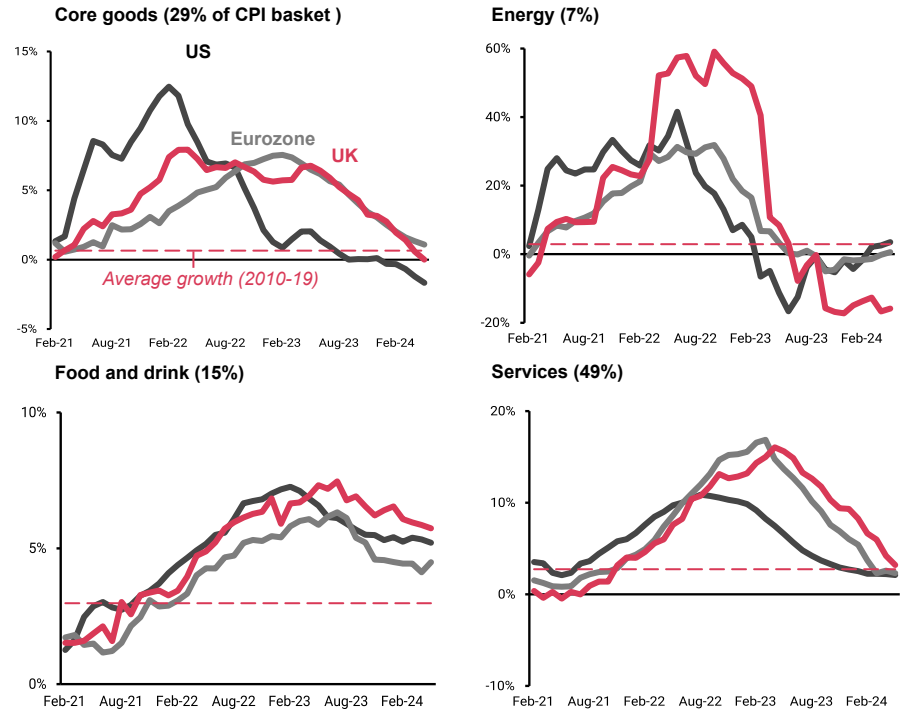 Core goods (29% of CPI basket )
15%
10%
5%
0%
-5%
US
Eurozone
UK
Average growth (2010-19)
Feb-21 Aug-21 Feb-22 Aug-22 Feb-23 Aug-23 Feb-24
Energy (7%)
60%
40%
20%
0%
-20%
Feb-21 Aug-21 Feb-22 Aug-22 Feb-23 Aug-23 Feb-24
Food and drink (15%)
10%
5%
0%
Feb-21 Aug-21 Feb-22 Aug-22 Feb-23 Aug-23 Feb-24
Services (49%)
20%
10%
0%
-10%
Feb-21 Aug-21 Feb-22 Aug-22 Feb-23 Aug-23 Feb-24